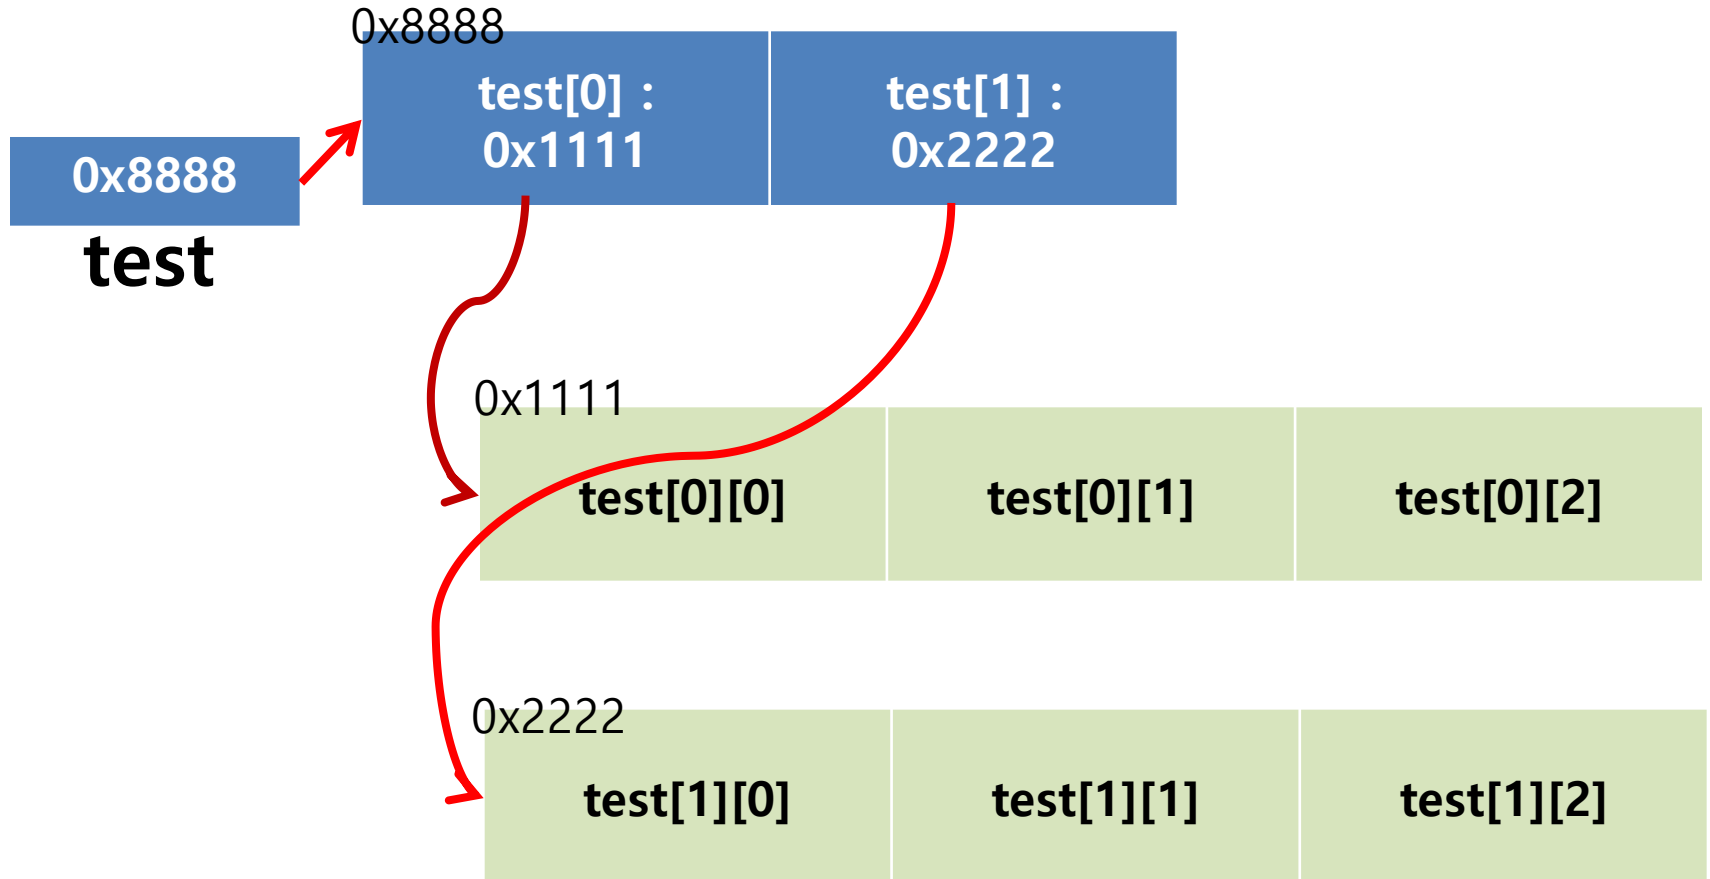 0x8888
test[0] :
0x1111
test[1] :
0x2222
0x8888
test
0x1111
test[0][0]
test[0][1]
test[0][2]
0x2222
test[1][0]
test[1][1]
test[1][2]